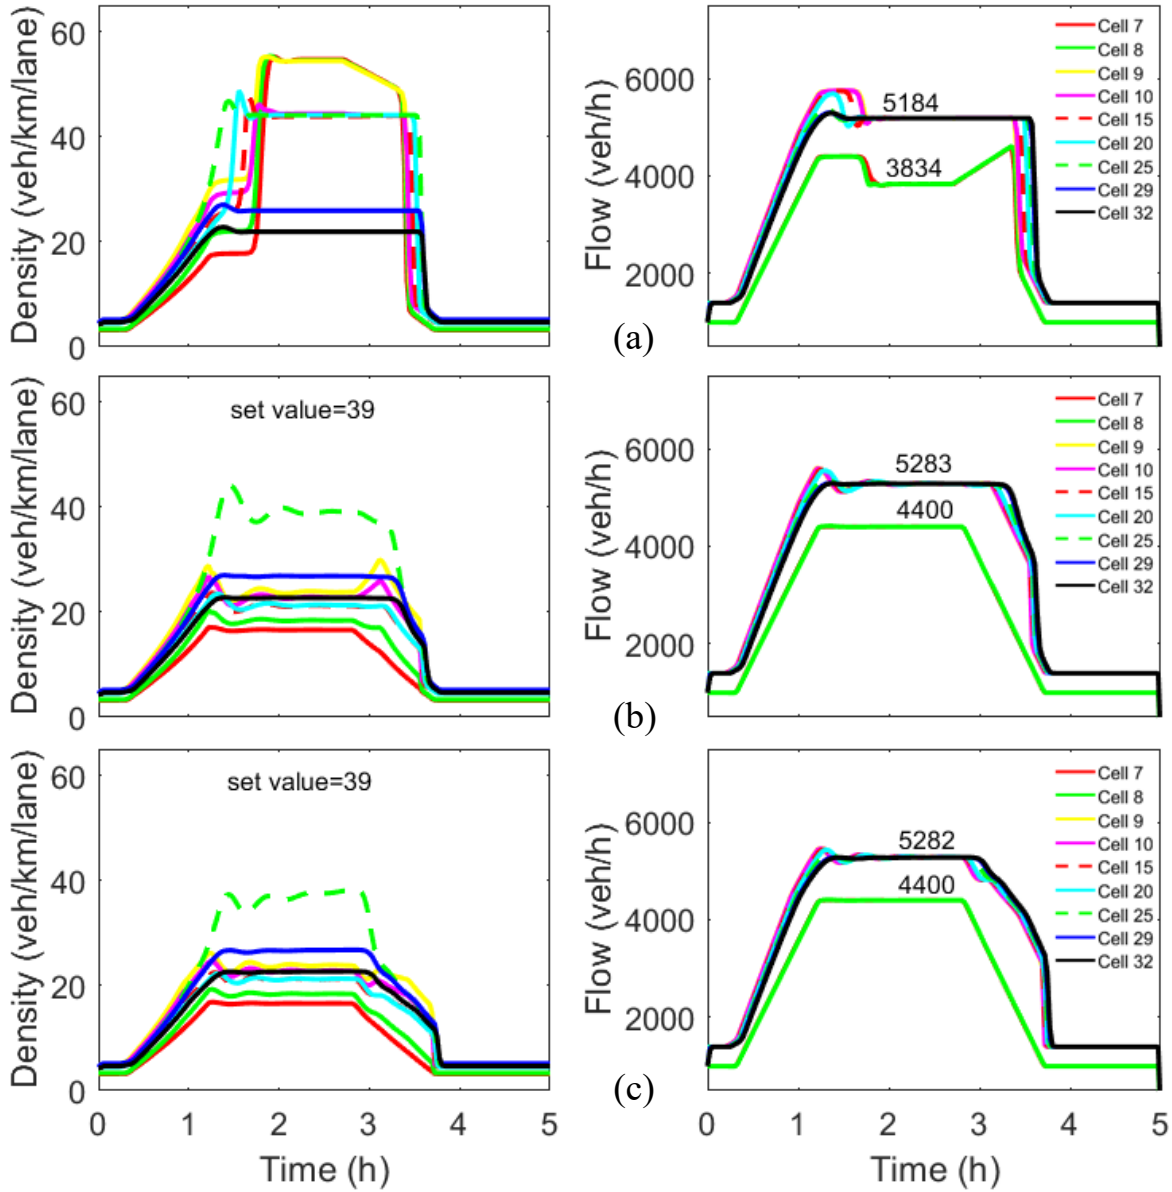 Density (veh/km/lane)
60
40
20
0
Flow (veh/h)
6000
4000
2000
5184
3834
Cell 7
Cell 8
Cell 9
Cell 10
Cell 15
Cell 20
Cell 25
Cell 29
Cell 32
(a)
Density (veh/km/lane)
60
40
20
0
set value=39
Flow (veh/h)
6000
4000
2000
5283
4400
Cell 7
Cell 8
Cell 9
Cell 10
Cell 15
Cell 20
Cell 25
Cell 29
Cell 32
(b)
Density (veh/km/lane)
60
40
20
0
set value=39
0 1 2 3 4 5
Time (h)
Flow (veh/h)
6000
4000
2000
5282
4400
Cell 7
Cell 8
Cell 9
Cell 10
Cell 15
Cell 20
Cell 25
Cell 29
Cell 32
(c)
0 1 2 3 4 5
Time (h)